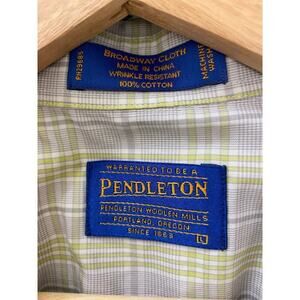 BROADWAY CLOTH
MADE IN CHINA
WRINKLE RESISTANT
100% COTTON
RH29685
MACHINE
WASH
WARRANTED TO BE A
PENDLETON
PENDLETON WOOLEN MILLS
PORTLAND, OREGON
SINCE 1863
L